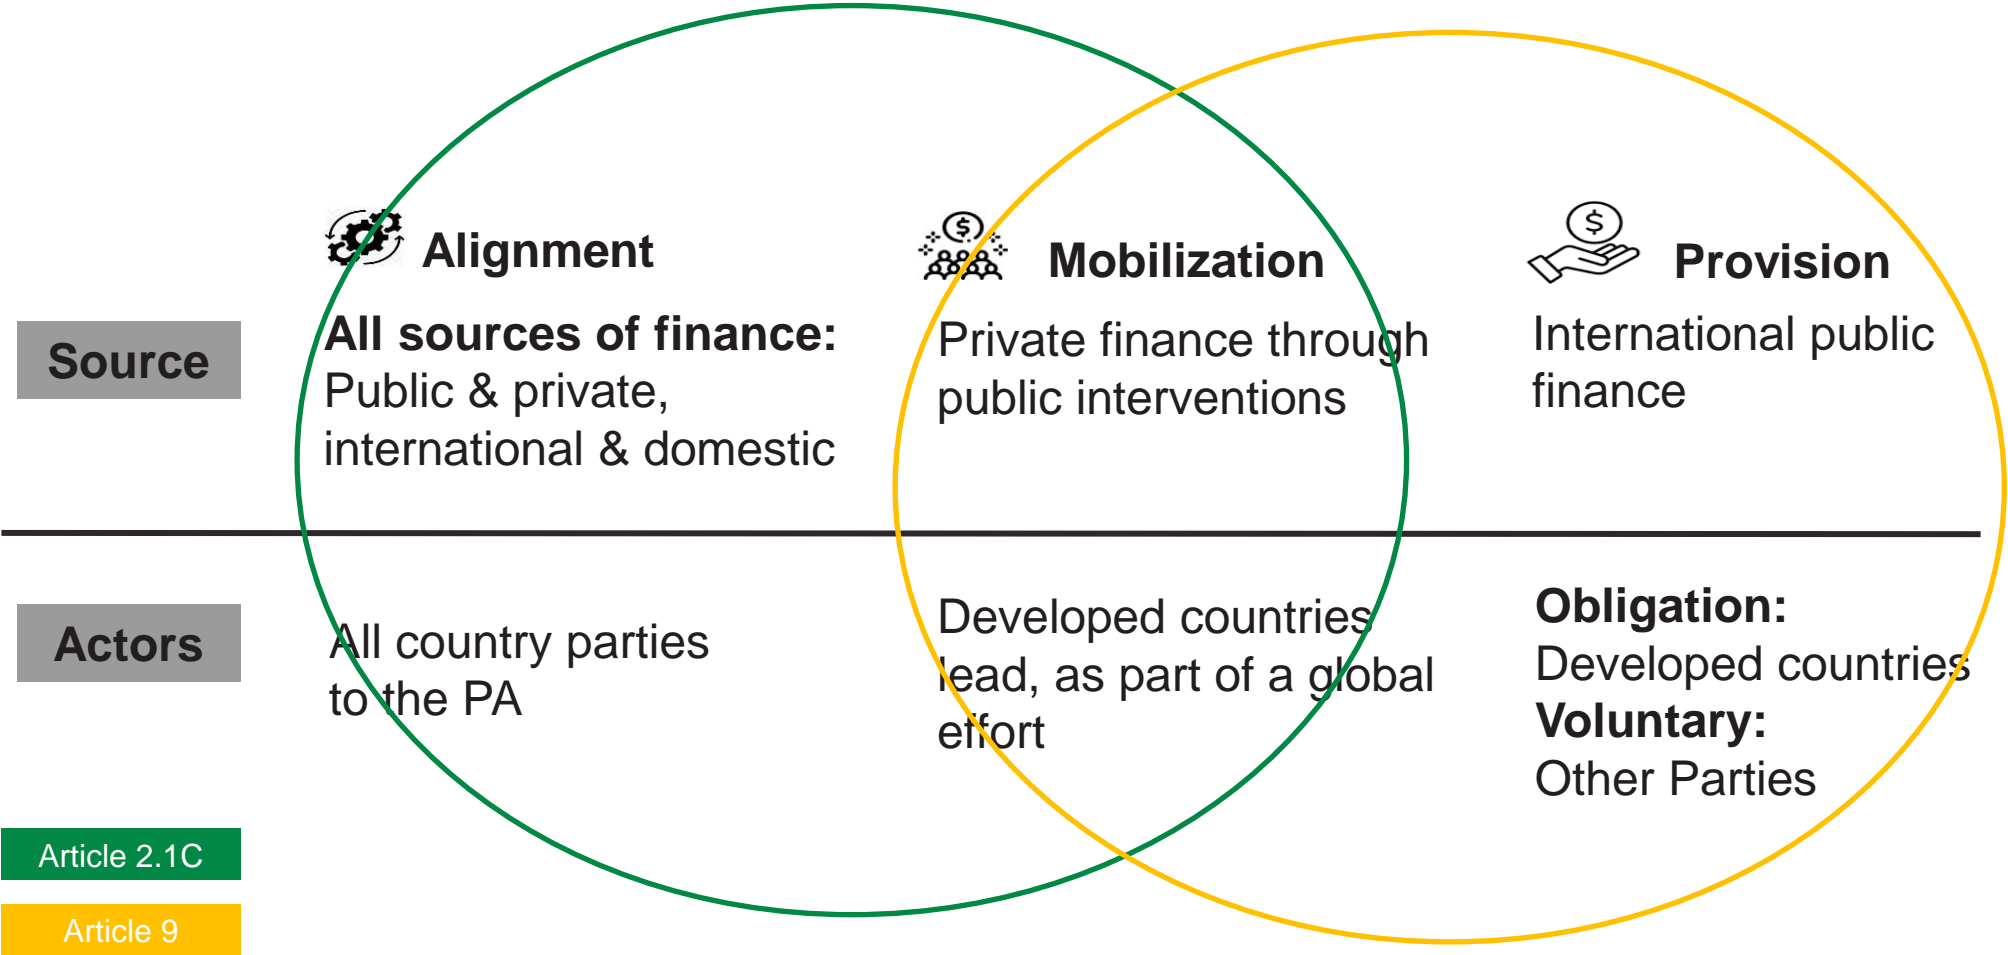 Alignment
Mobilization
Provision
Source
All sources of finance:
Public & private,
international & domestic
Private finance through
public interventions
International public
finance
Actors
All country parties
to the PA
Developed countries
lead, as part of a global
effort
Obligation:
Developed countries
Voluntary:
Other Parties
Article 2.1C
Article 9